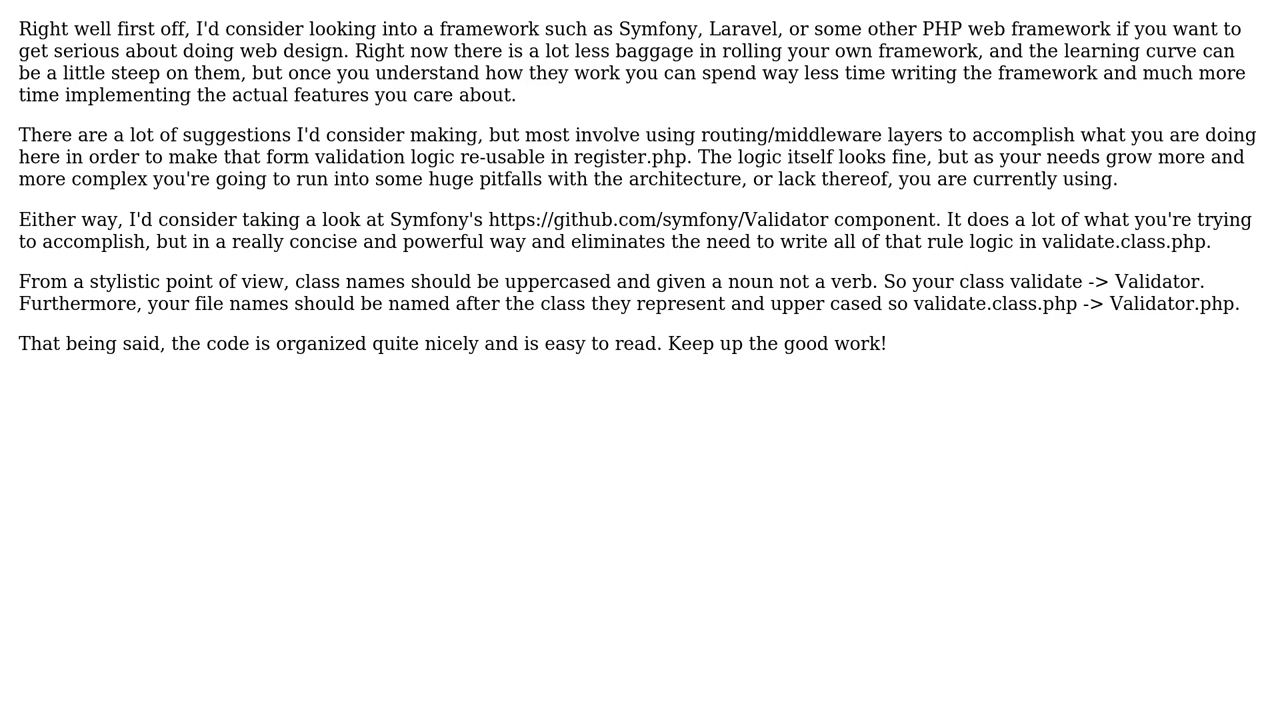 Right well first off, I'd consider looking into a framework such as Symfony, Laravel, or some other PHP web framework if you want to
get serious about doing web design. Right now there is a lot less baggage in rolling your own framework, and the learning curve can
be a little steep on them, but once you understand how they work you can spend way less time writing the framework and much more
time implementing the actual features you care about.
There are a lot of suggestions I'd consider making, but most involve using routing/middleware layers to accomplish what you are doing
here in order to make that form validation logic re-usable in register.php. The logic itself looks fine, but as your needs grow more and
more complex you're going to run into some huge pitfalls with the architecture, or lack thereof, you are currently using.
Either way, I'd consider taking a look at Symfony's https://github.com/symfony/Validator component. It does a lot of what you're trying
to accomplish, but in a really concise and powerful way and eliminates the need to write all of that rule logic in validate.class.php.
From a stylistic point of view, class names should be uppercased and given a noun not a verb. So your class validate -> Validator.
Furthermore, your file names should be named after the class they represent and upper cased so validate.class.php -> Validator.php.
That being said, the code is organized quite nicely and is easy to read. Keep up the good work!